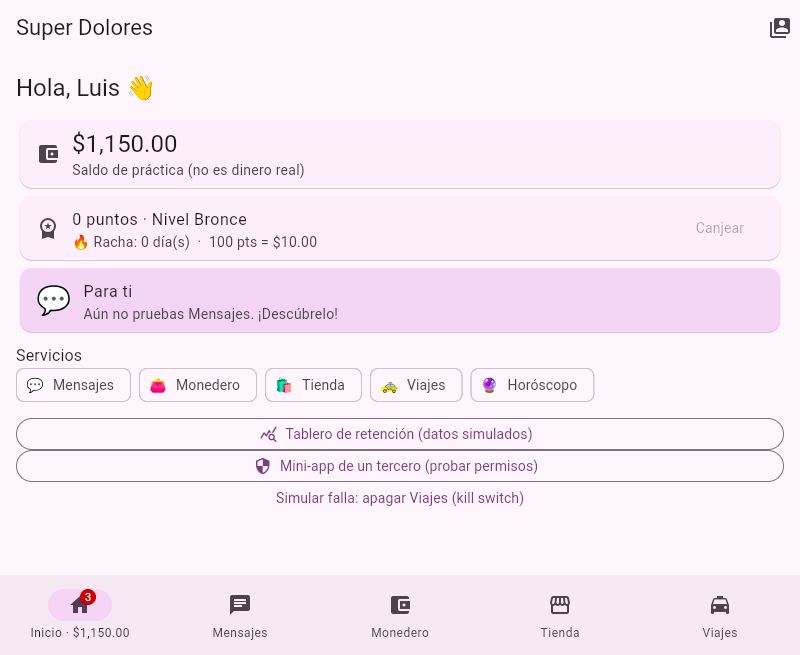 Super Dolores
Hola, Luis 👋
$1,150.00
Saldo de práctica (no es dinero real)
0 puntos · Nivel Bronce
🔥 Racha: 0 día(s) · 100 pts = $10.00
Canjear
Para ti
Aún no pruebas Mensajes. ¡Descúbrelo!
Servicios
Mensajes
Monedero
Tienda
Viajes
Horóscopo
Tablero de retención (datos simulados)
Mini-app de un tercero (probar permisos)
Simular falla: apagar Viajes (kill switch)
3
Inicio · $1,150.00
Mensajes
Monedero
Tienda
Viajes